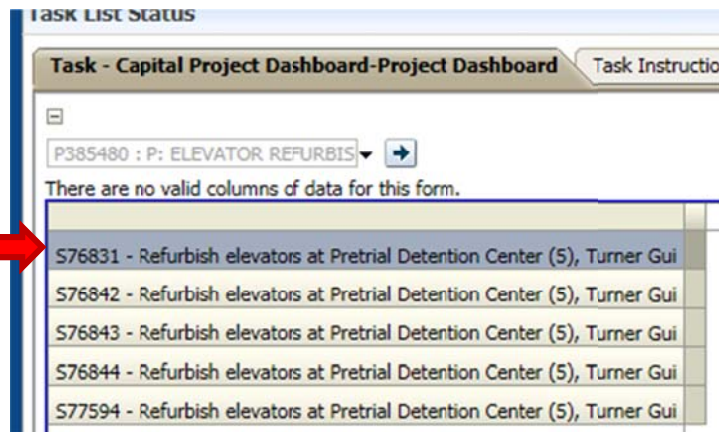 Task List Status
Task - Capital Project Dashboard-Project Dashboard Task Instructio
P385480 : P: ELEVATOR REFURBIS
There are no valid columns of data for this form.
S76831 - Refurbish elevators at Pretrial Detention Center (5), Turner Gui
S76842 - Refurbish elevators at Pretrial Detention Center (5), Turner Gui
S76843 - Refurbish elevators at Pretrial Detention Center (5), Turner Gui
S76844 - Refurbish elevators at Pretrial Detention Center (5), Turner Gui
S77594 - Refurbish elevators at Pretrial Detention Center (5), Turner Gui